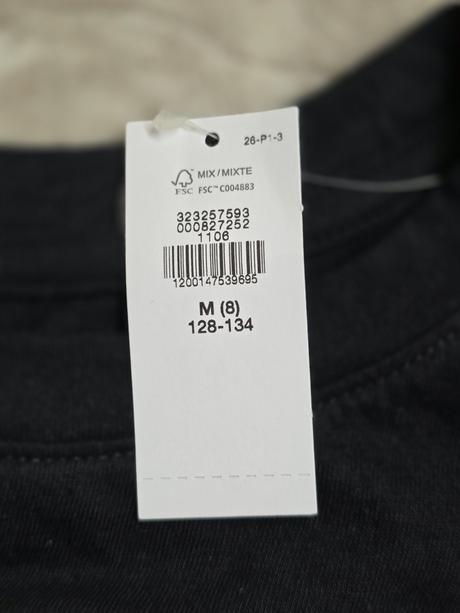 26-P1-3
MIX/MIXTE
FSC FSC™ C004883
323257593
000827252
1106
1200147539695
M (8)
128-134